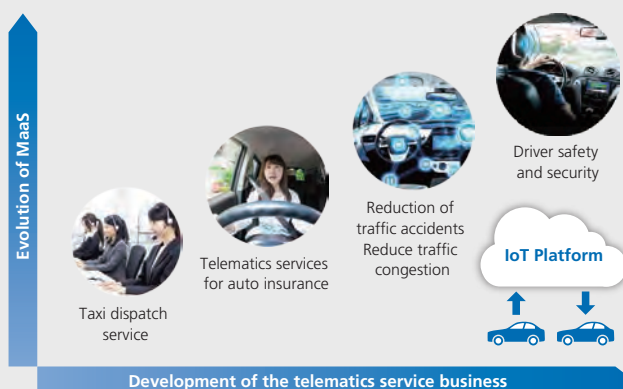 Evolution of MaaS
Taxi dispatch
service
Telematics services
for auto insurance
Reduction of
traffic accidents
Reduce traffic
congestion
Driver safety
and security
IoT Platform
Development of the telematics service business